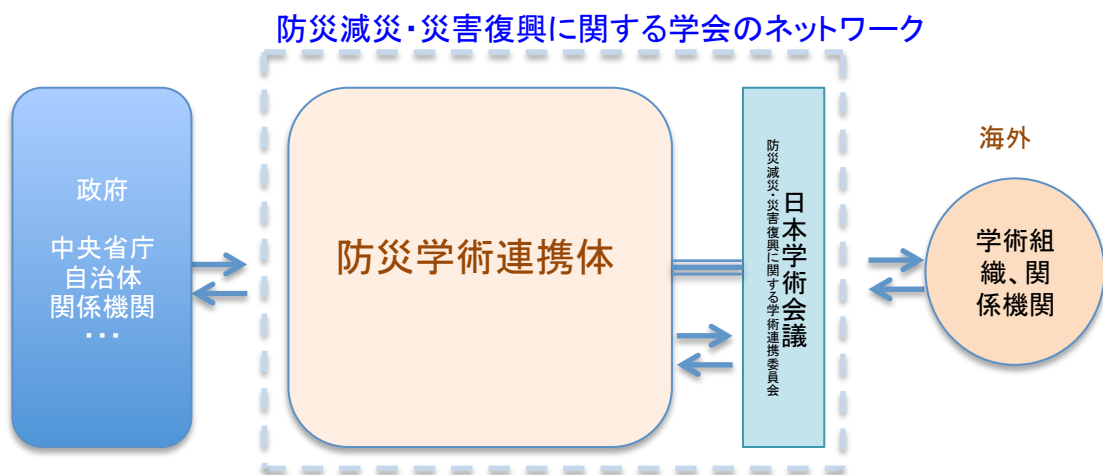 防災減災・災害復興に関する学会のネットワーク
政府
中央省庁
自治体
関係機関
・・・
防災学術連携体
日本学術会議
防災減災・災害復興に関する学術連携委員会
海外
学術組
織、関
係機関